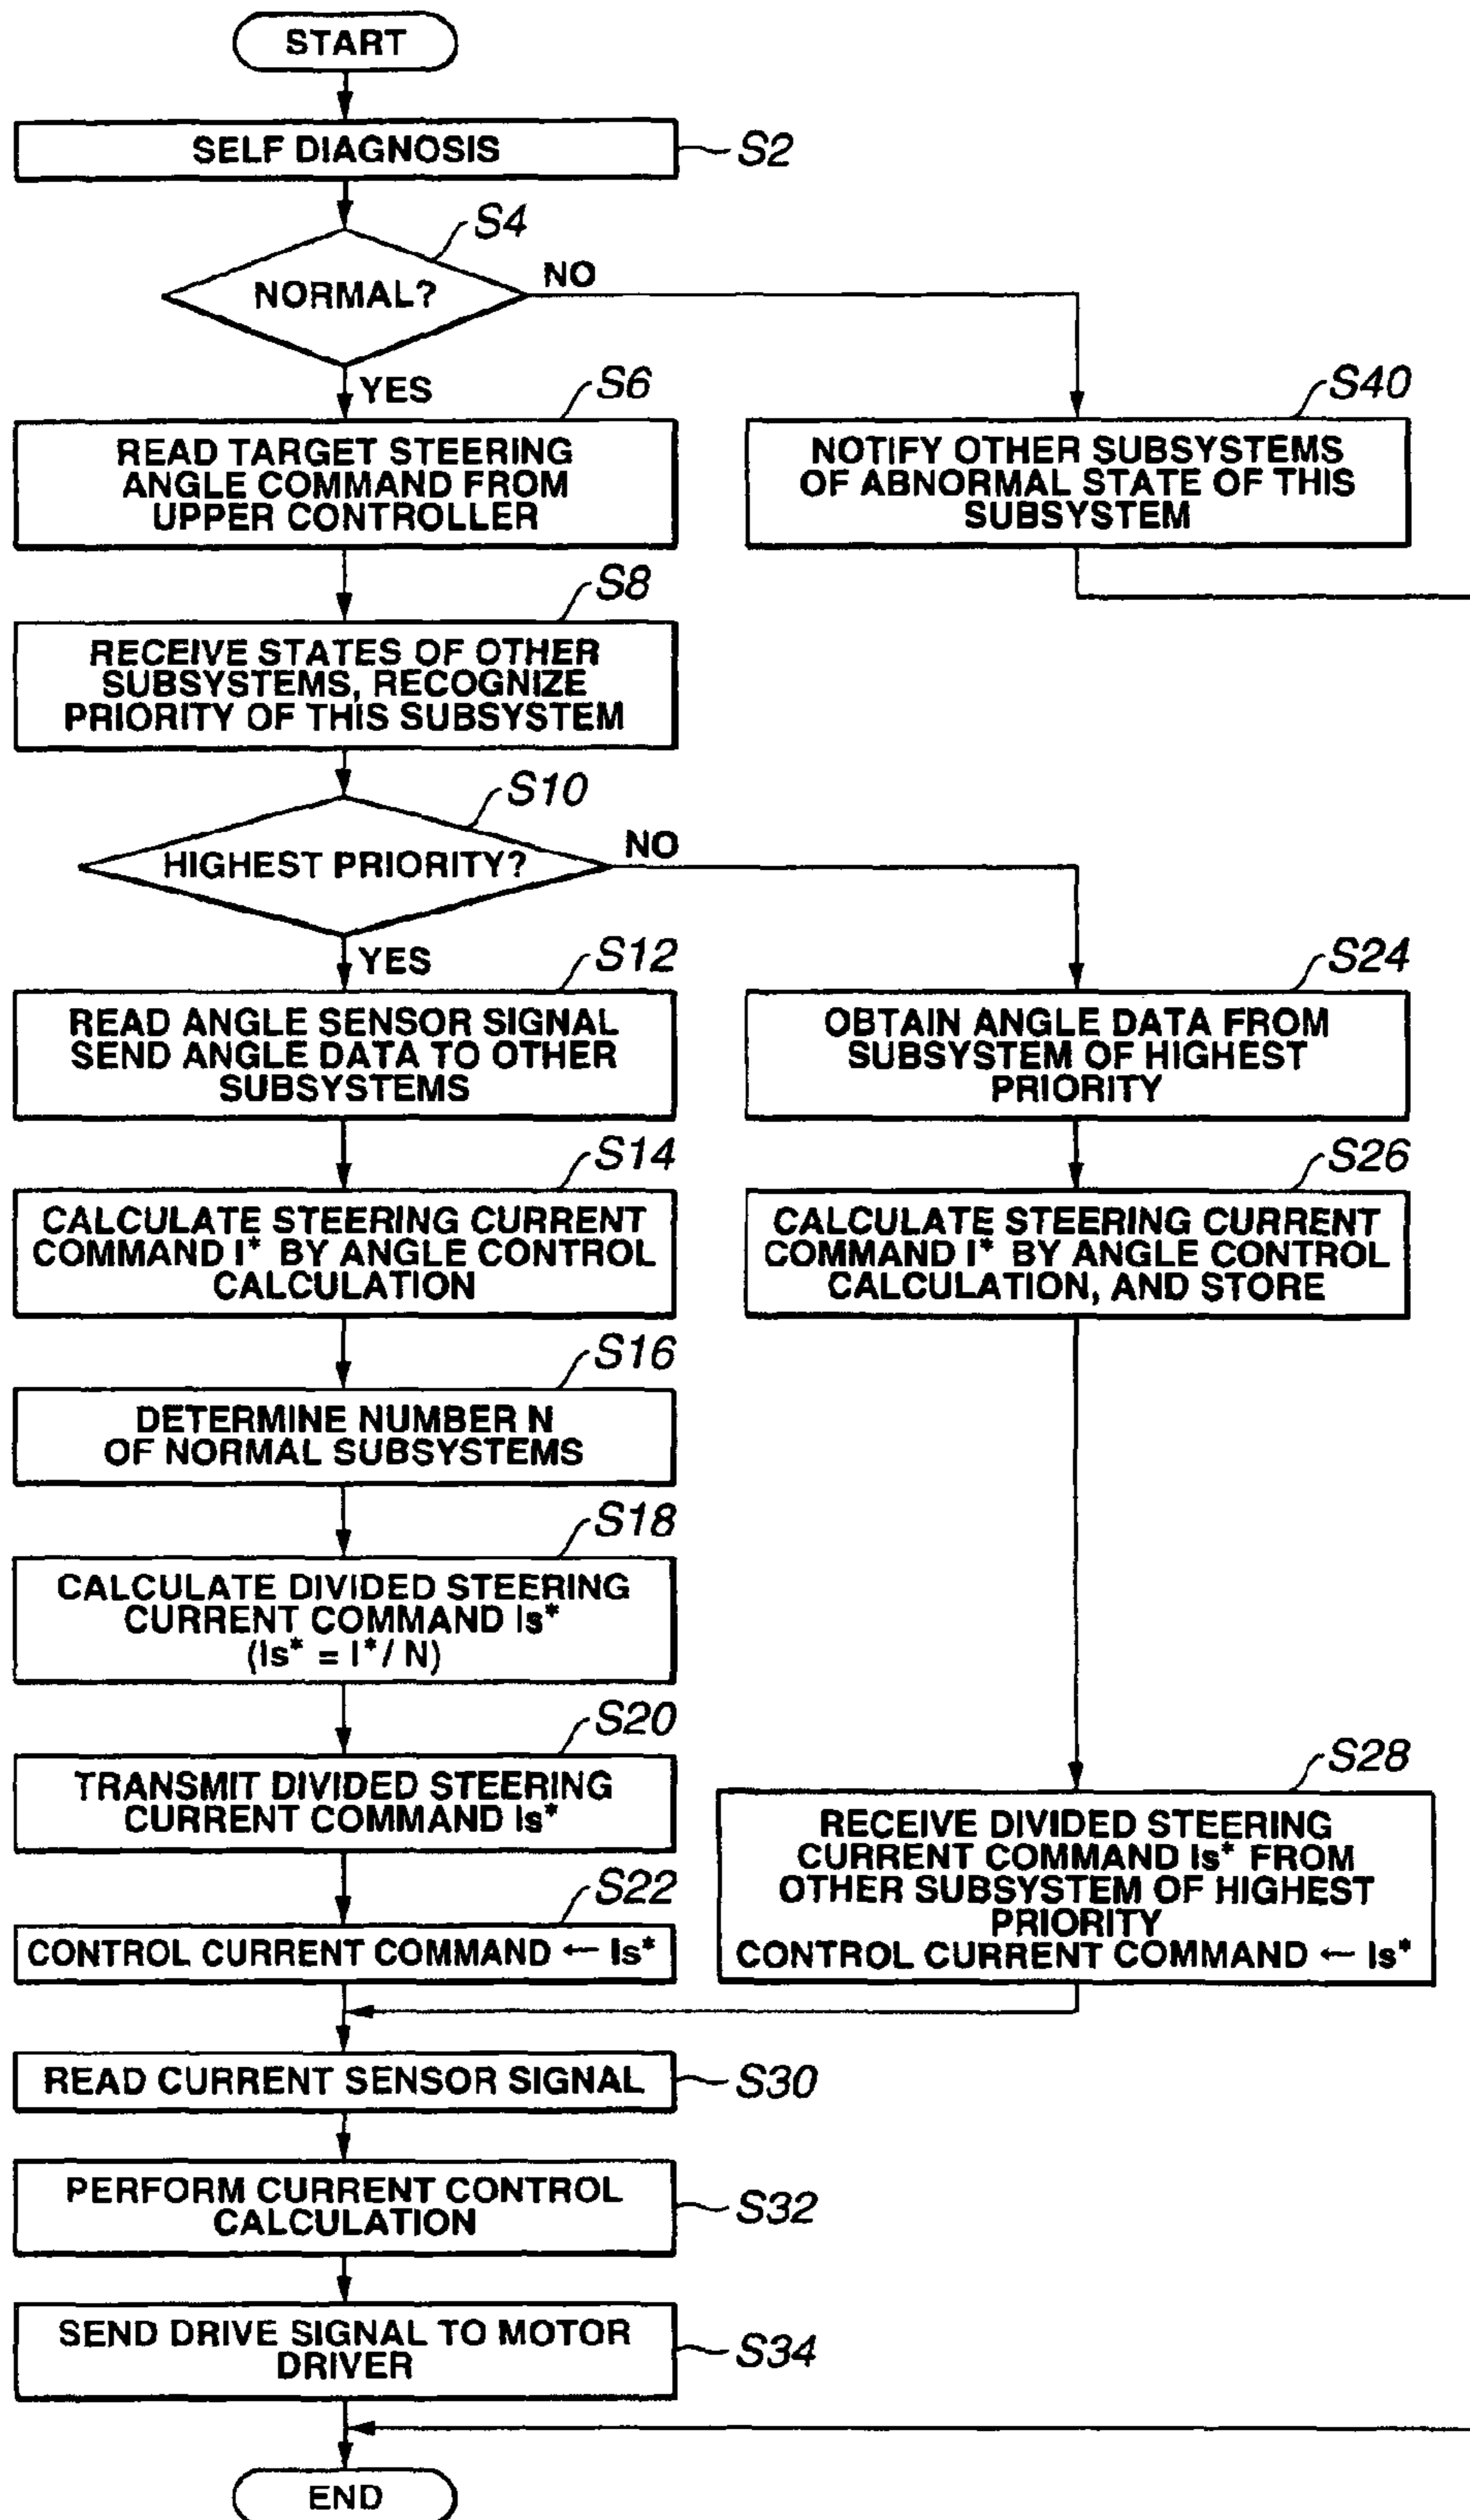 START
SELF DIAGNOSIS
S2
S4
NORMAL?
NO
YES
S6
READ TARGET STEERING
ANGLE COMMAND FROM
UPPER CONTROLLER
S40
NOTIFY OTHER SUBSYSTEMS
OF ABNORMAL STATE OF THIS
SUBSYSTEM
S8
RECEIVE STATES OF OTHER
SUBSYSTEMS, RECOGNIZE
PRIORITY OF THIS SUBSYSTEM
S10
HIGHEST PRIORITY?
NO
YES
S12
READ ANGLE SENSOR SIGNAL
SEND ANGLE DATA TO OTHER
SUBSYSTEMS
S24
OBTAIN ANGLE DATA FROM
SUBSYSTEM OF HIGHEST
PRIORITY
S14
CALCULATE STEERING CURRENT
COMMAND I* BY ANGLE CONTROL
CALCULATION
S26
CALCULATE STEERING CURRENT
COMMAND I* BY ANGLE CONTROL
CALCULATION, AND STORE
S16
DETERMINE NUMBER N
OF NORMAL SUBSYSTEMS
S18
CALCULATE DIVIDED STEERING
CURRENT COMMAND Is*
(Is* = I*/ N)
S20
TRANSMIT DIVIDED STEERING
CURRENT COMMAND Is*
S28
RECEIVE DIVIDED STEERING
CURRENT COMMAND Is* FROM
OTHER SUBSYSTEM OF HIGHEST
PRIORITY
CONTROL CURRENT COMMAND ← Is*
S22
CONTROL CURRENT COMMAND ← Is*
READ CURRENT SENSOR SIGNAL
S30
PERFORM CURRENT CONTROL
CALCULATION
S32
SEND DRIVE SIGNAL TO MOTOR
DRIVER
S34
END